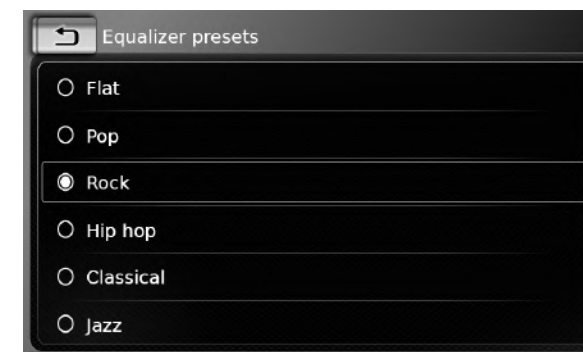 Equalizer presets
Flat
Pop
Rock
Hip hop
Classical
Jazz